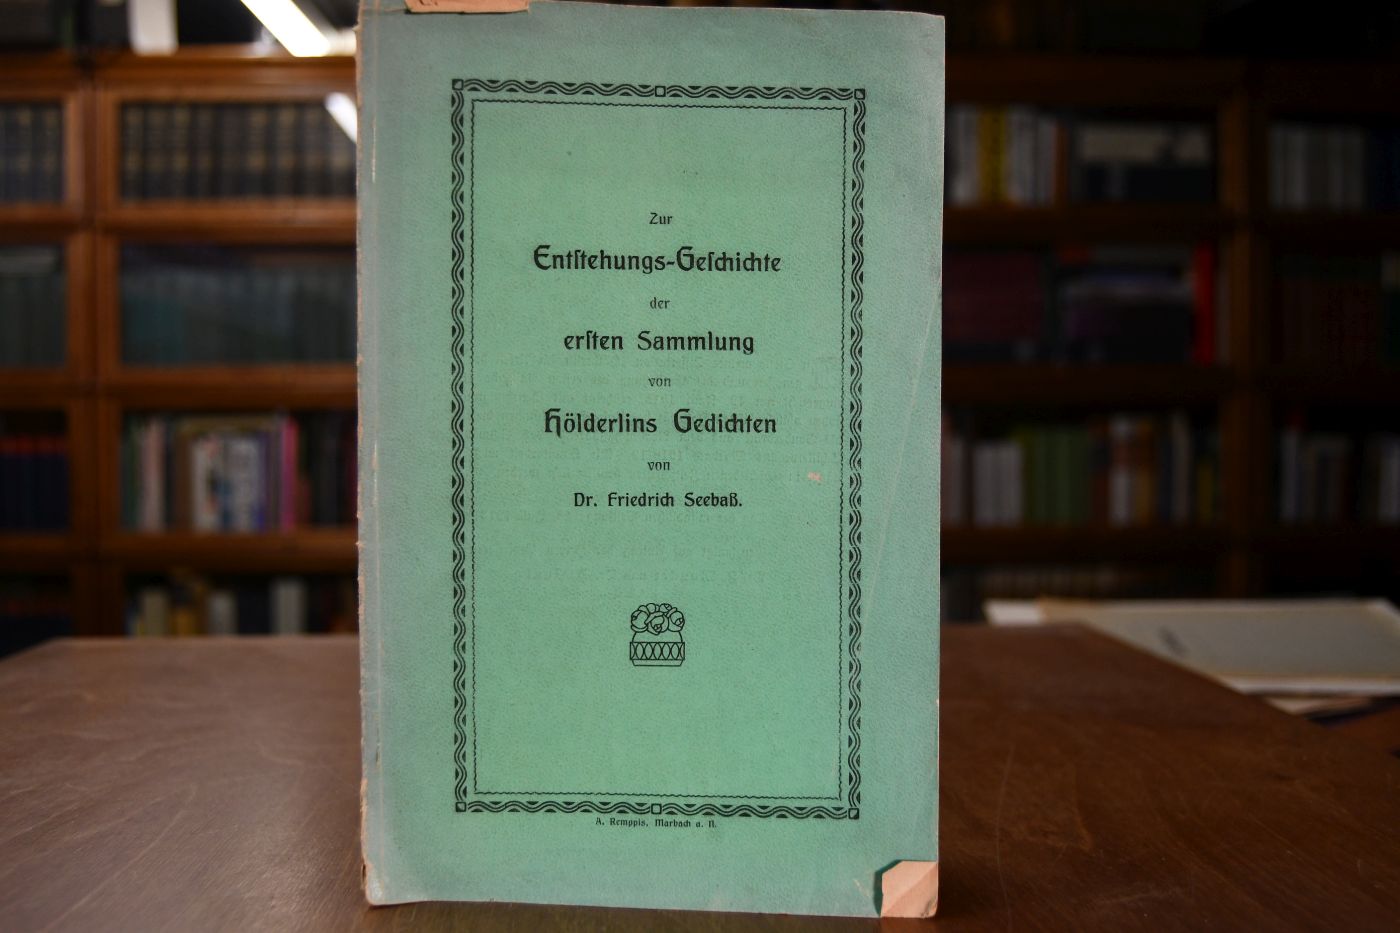 Zur
Entſtehungs-Geſchichte
der
erſten Sammlung
von
Hölderlins Gedichten
von
Dr. Friedrich Seebaß.
A. Remppis, Marbach a. N.